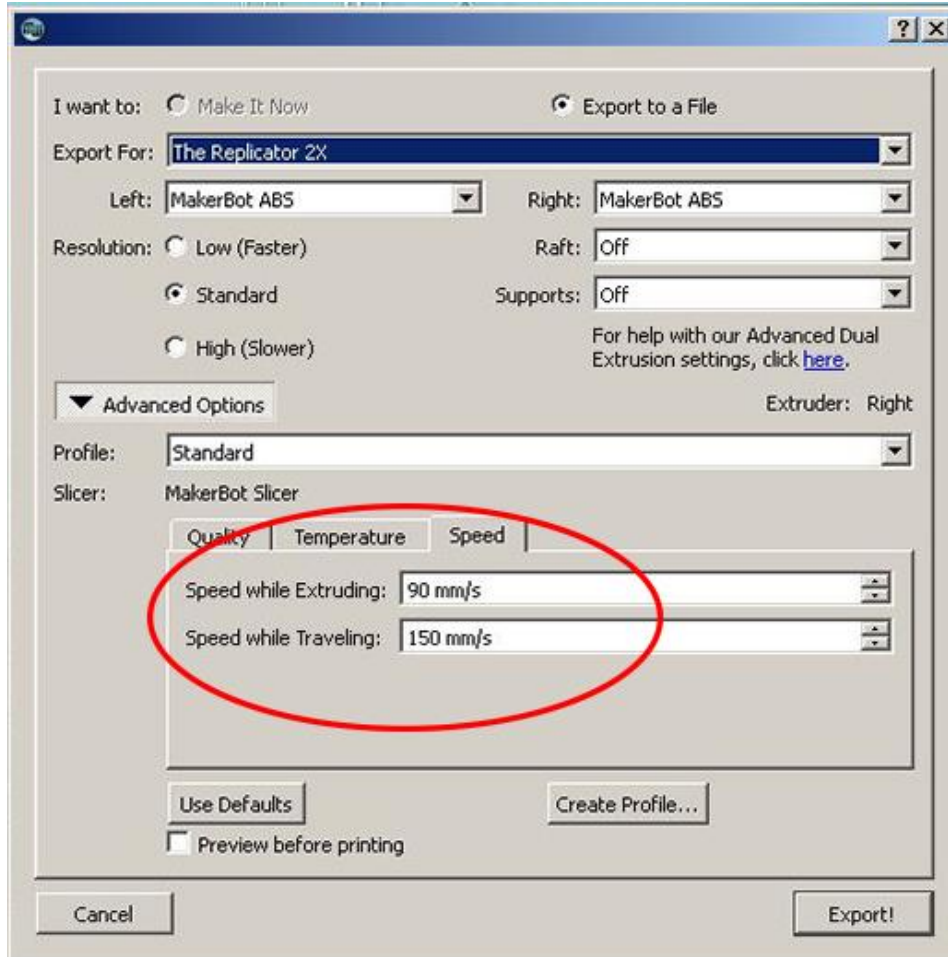 I want to: Make It Now Export to a File
Export For: The Replicator 2X
Left: MakerBot ABS Right: MakerBot ABS
Resolution: Low (Faster) Raft: Off
Standard Supports: Off
High (Slower) For help with our Advanced Dual
Extrusion settings, click here.
Advanced Options Extruder: Right
Profile: Standard
Slicer: MakerBot Slicer
Quality Temperature Speed
Speed while Extruding: 90 mm/s
Speed while Traveling: 150 mm/s
Use Defaults Create Profile...
Preview before printing
Cancel Export!